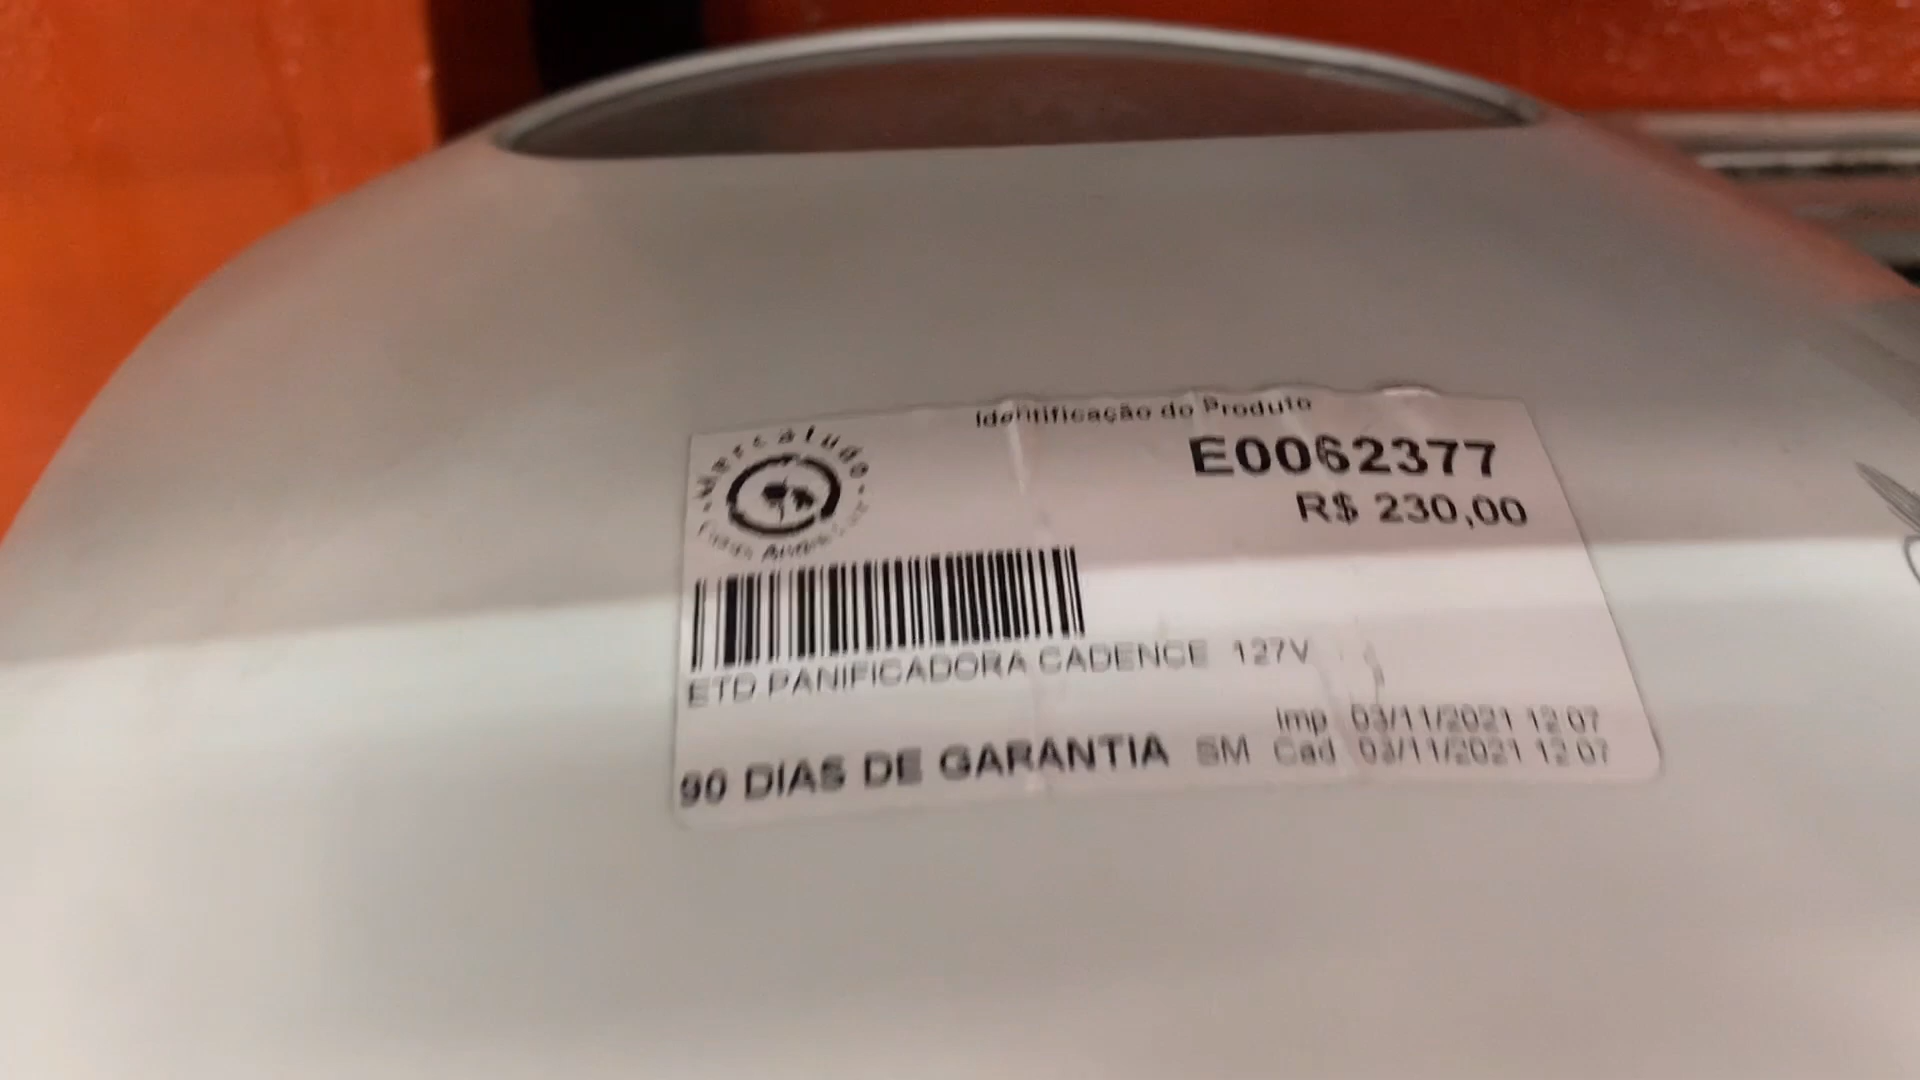 Identificação do Produto
Mercatudo
E0062377
R$ 230,00
ETD PANIFICADORA CADENCE 127V
Imp 03/11/2021 12:07
90 DIAS DE GARANTIA SM Cad 03/11/2021 12:07